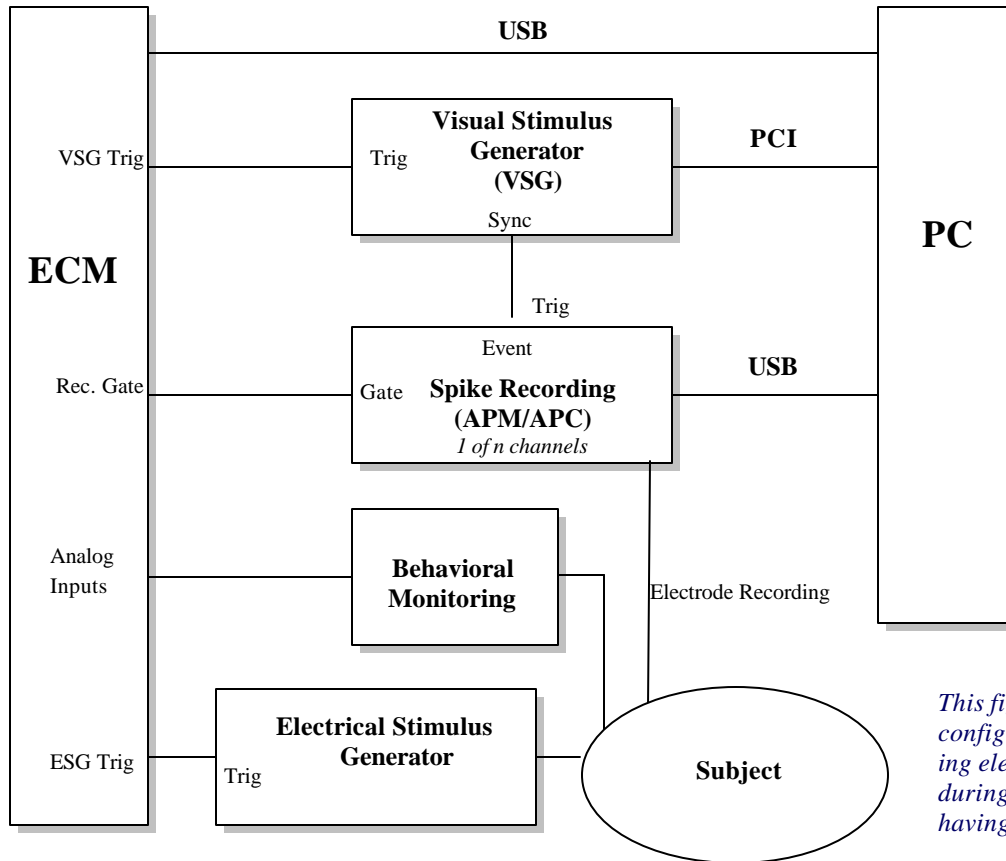 USB
Visual Stimulus
Generator
(VSG)
PCI
VSG Trig
Trig
Sync
PC
ECM
Trig
Event
USB
Rec. Gate
Gate
Spike Recording
(APM/APC)
1 of n channels
Analog
Inputs
Behavioral
Monitoring
Electrode Recording
Electrical Stimulus
Generator
ESG Trig
Trig
Subject
This fi
config
ing ele
during
having